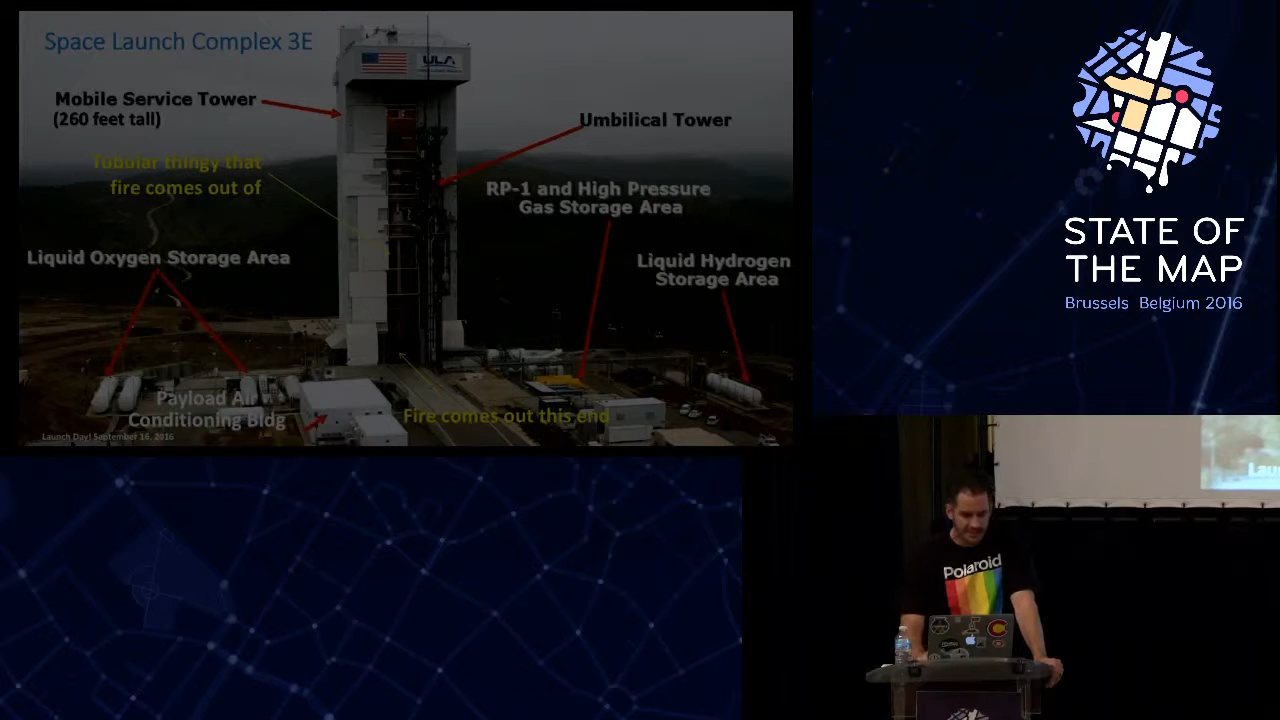 Space Launch Complex 3E
ULA
Mobile Service Tower
(260 feet tall)
Umbilical Tower
Tubular thingy that
fire comes out of
RP-1 and High Pressure
Gas Storage Area
Liquid Oxygen Storage Area
Liquid Hydrogen
Storage Area
Payload Air
Conditioning Bldg
Fire comes out this end
Launch Day! September 16, 2016
STATE OF
THE MAP
Brussels Belgium 2016
Polaroid